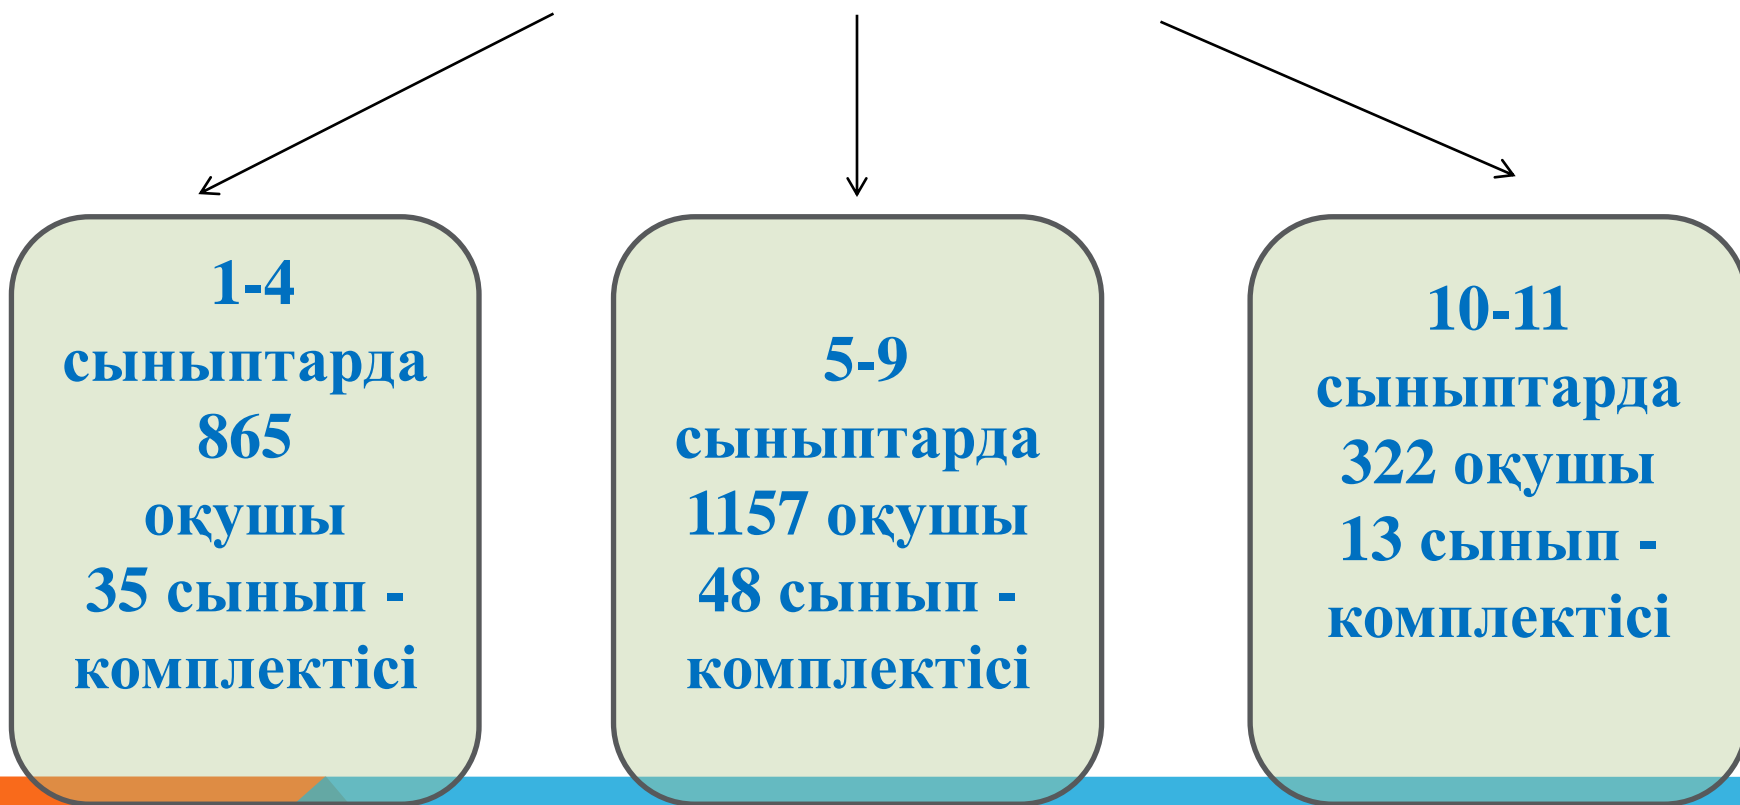 1-4
сыныптарда
865
оқушы
35 сынып -
комплектісі
5-9
сыныптарда
1157 оқушы
48 сынып -
комплектісі
10-11
сыныптарда
322 оқушы
13 сынып -
комплектісі